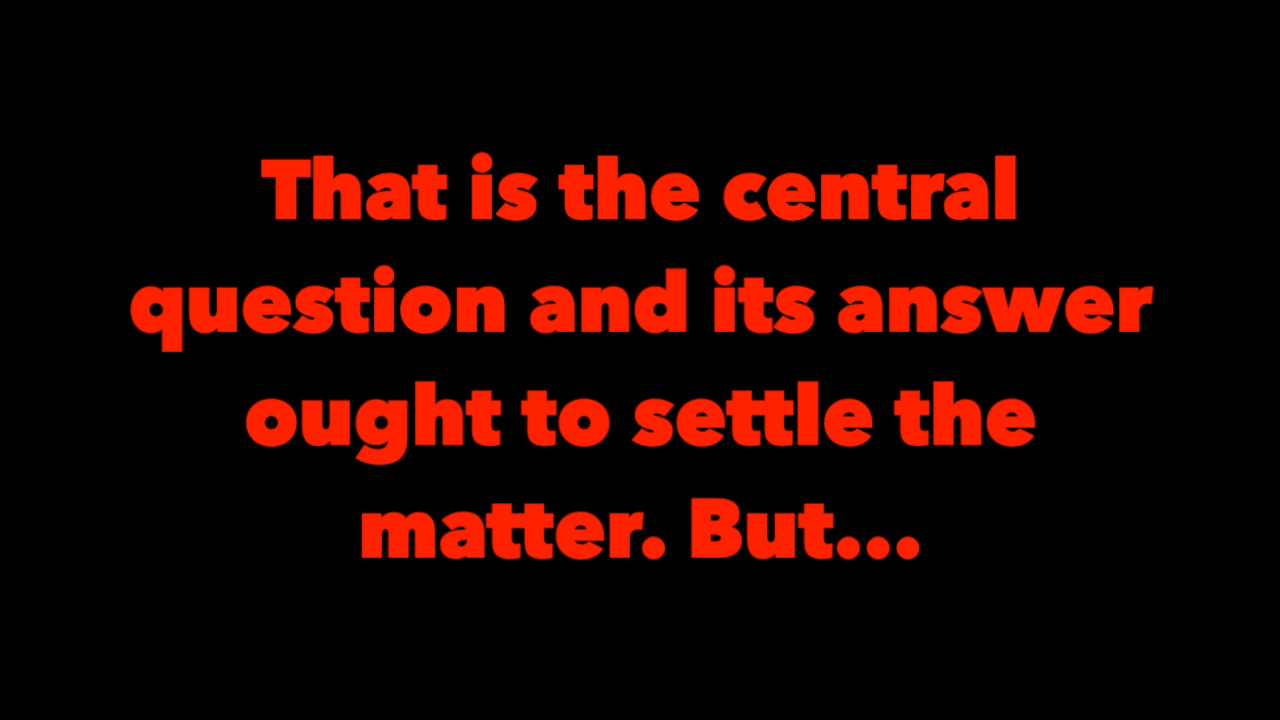 That is the central
question and its answer
ought to settle the
matter. But...